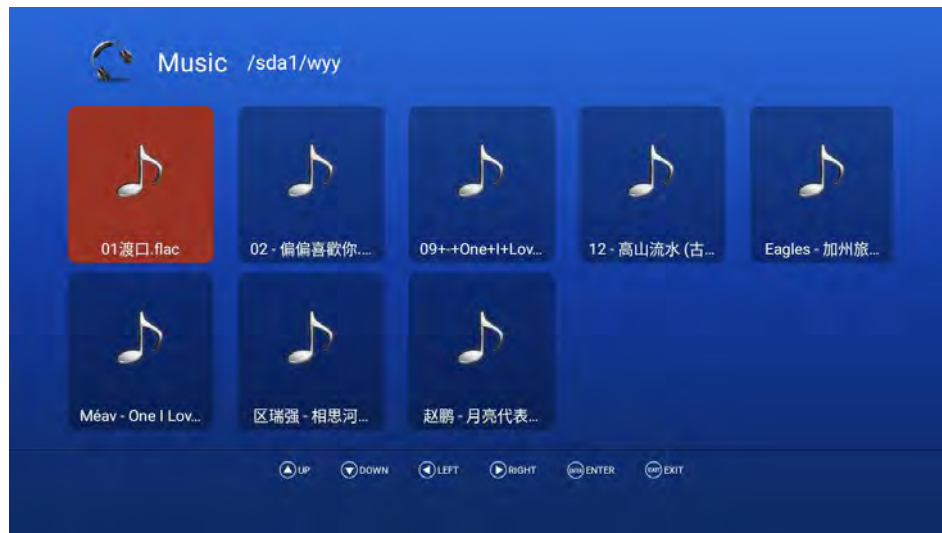 Music /sda1/wyy
01渡口.flac
02 - 偏偏喜歡你....
09+-+One+I+Lov...
12 - 高山流水 (古...
Eagles - 加州旅...
Méav - One I Lov...
区瑞强 - 相思河...
赵鹏 - 月亮代表...
UP DOWN LEFT RIGHT ENTER ENTER EXIT EXIT